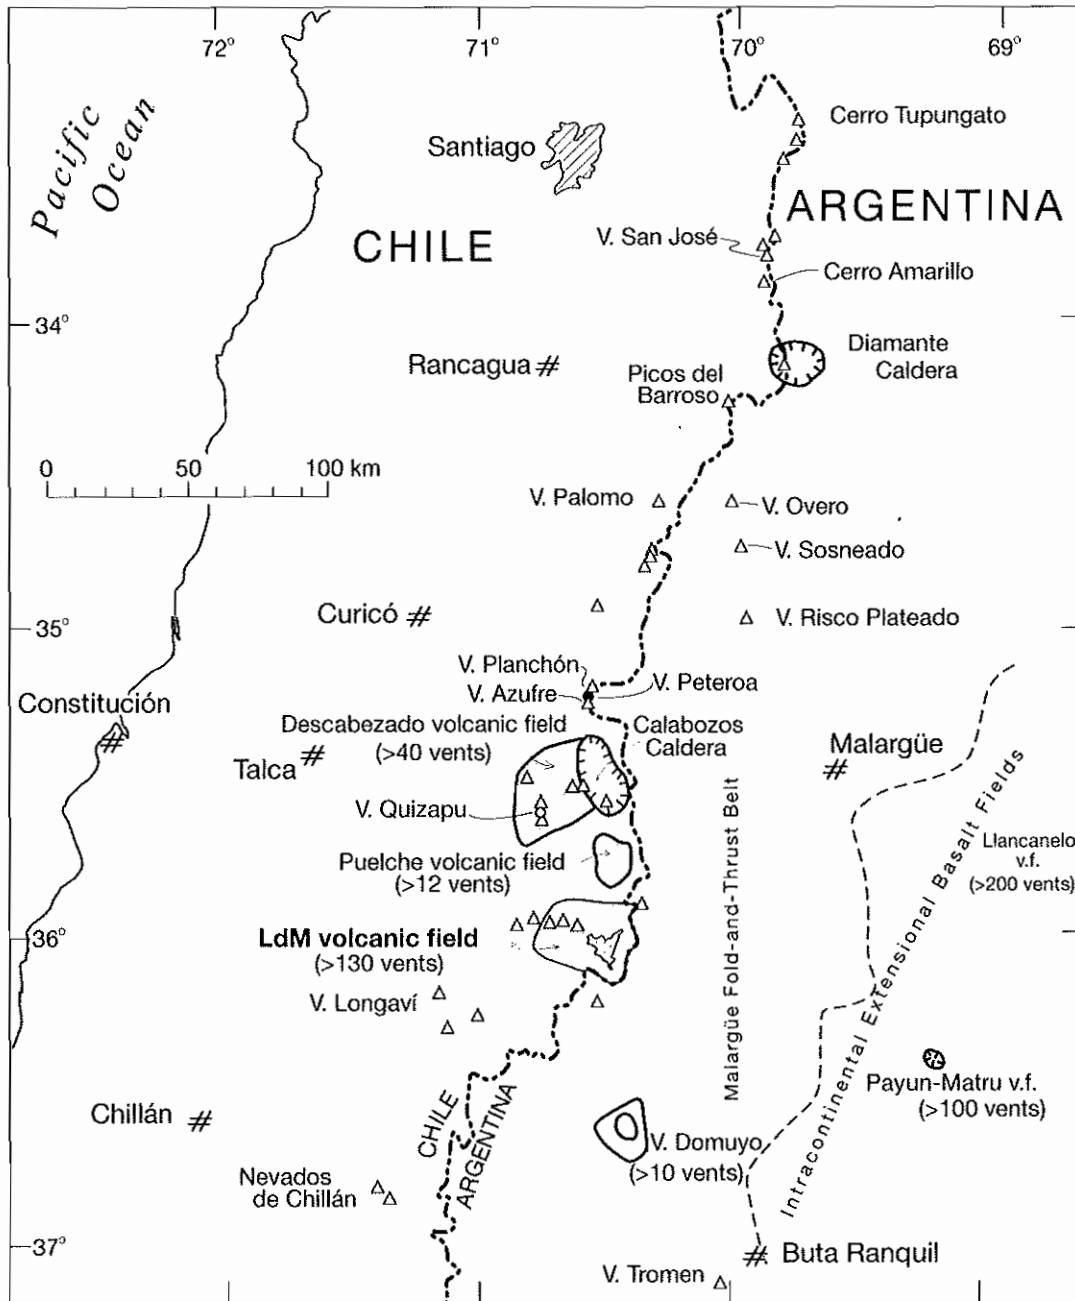 72°
71°
70°
69°
Pacific
Ocean
Santiago
Cerro Tupungato
ARGENTINA
CHILE
V. San José
Cerro Amarillo
34°
Diamante
Caldera
Rancagua
Picos del
Barroso
0 50 100 km
V. Palomo
V. Overo
V. Sosneado
Curicó
V. Risco Plateado
35°
V. Planchón
V. Azufre
V. Peteroa
Constitución
Descabezado volcanic field
(>40 vents)
Calabozos
Caldera
Malargüe
Talca
V. Quizapu
Malargüe Fold-and-Thrust Belt
Intracontinental Extensional Basalt Fields
Llancanelo
v.f.
(>200 vents)
Puelche volcanic field
(>12 vents)
36°
LdM volcanic field
(>130 vents)
V. Longaví
Payun-Matru v.f.
(>100 vents)
Chillán
CHILE
ARGENTINA
V. Domuyo
(>10 vents)
Nevados
de Chillán
37°
Buta Ranquil
V. Tromen